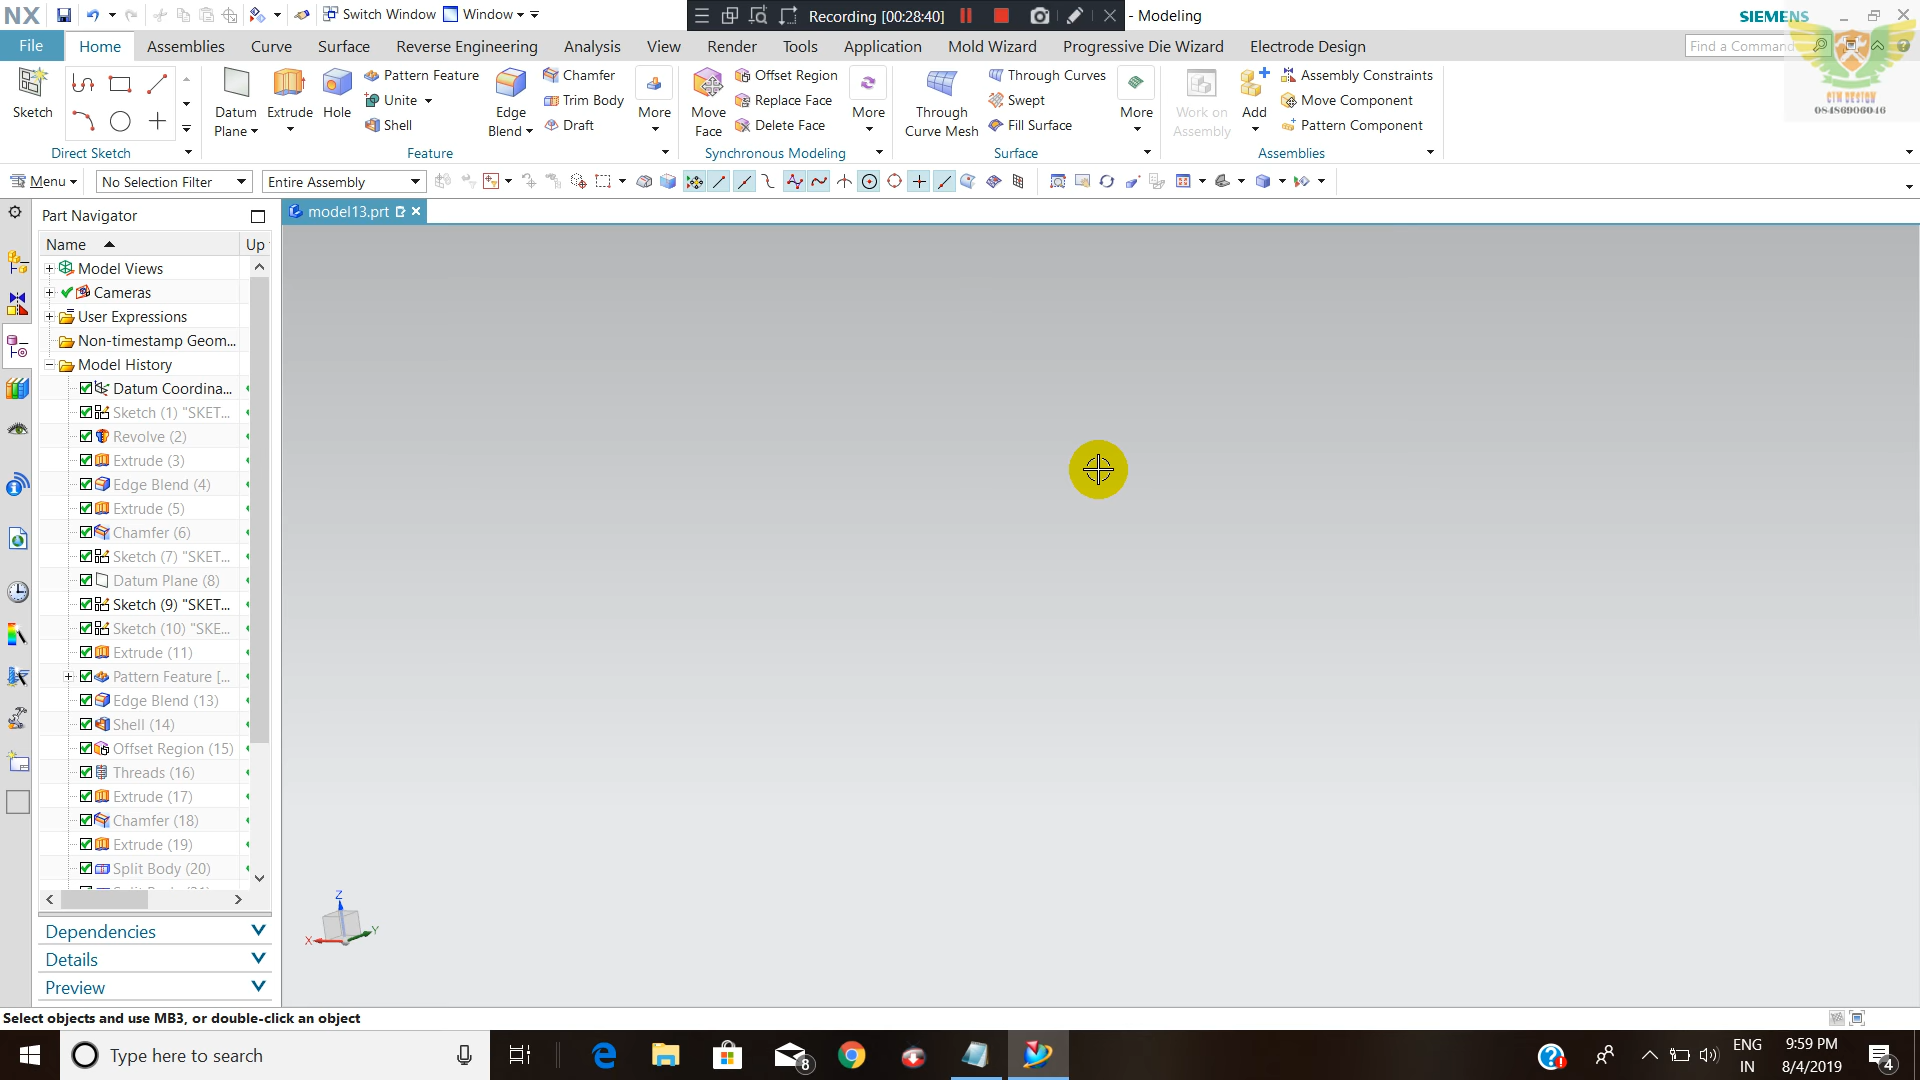 NX
Switch Window
Window
Recording [00:28:40]
- Modeling
SIEMENS
File
Home
Assemblies
Curve
Surface
Reverse Engineering
Analysis
View
Render
Tools
Application
Mold Wizard
Progressive Die Wizard
Electrode Design
Find a Command
Sketch
Datum
Plane
Extrude
Hole
Pattern Feature
Unite
Shell
Edge
Blend
Chamfer
Trim Body
Draft
More
Move
Face
Offset Region
Replace Face
Delete Face
More
Through
Curve Mesh
Through Curves
Swept
Fill Surface
More
Work on
Assembly
Add
Assembly Constraints
Move Component
Pattern Component
CTM DESIGN
08486906046
Direct Sketch
Feature
Synchronous Modeling
Surface
Assemblies
Menu
No Selection Filter
Entire Assembly
Part Navigator
model13.prt
Name
Up
Model Views
Cameras
User Expressions
Non-timestamp Geom...
Model History
Datum Coordina...
Sketch (1) "SKET...
Revolve (2)
Extrude (3)
Edge Blend (4)
Extrude (5)
Chamfer (6)
Sketch (7) "SKET...
Datum Plane (8)
Sketch (9) "SKET...
Sketch (10) "SKE...
Extrude (11)
Pattern Feature [...
Edge Blend (13)
Shell (14)
Offset Region (15)
Threads (16)
Extrude (17)
Chamfer (18)
Extrude (19)
Split Body (20)
Z
X
Y
Dependencies
Details
Preview
Select objects and use MB3, or double-click an object
Type here to search
8
ENG
IN
9:59 PM
8/4/2019
4